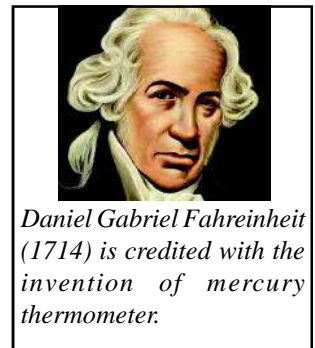 Daniel Gabriel Fahreinheit
(1714) is credited with the
invention of mercury
thermometer.